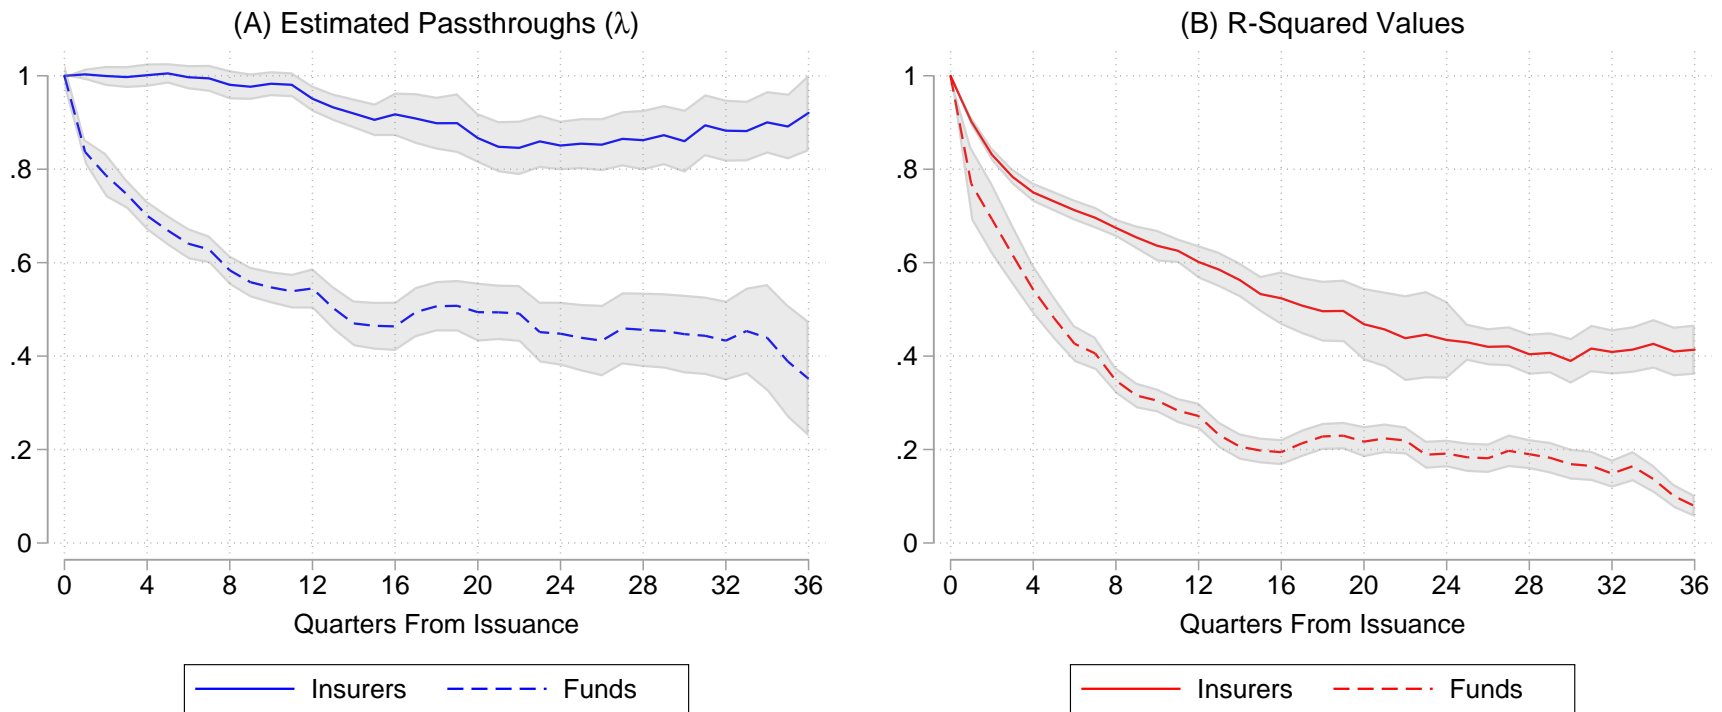 (A) Estimated Passthroughs (λ)
1
.8
.6
.4
.2
0
0 4 8 12 16 20 24 28 32 36
Quarters From Issuance
Insurers Funds
(B) R-Squared Values
1
.8
.6
.4
.2
0
0 4 8 12 16 20 24 28 32 36
Quarters From Issuance
Insurers Funds